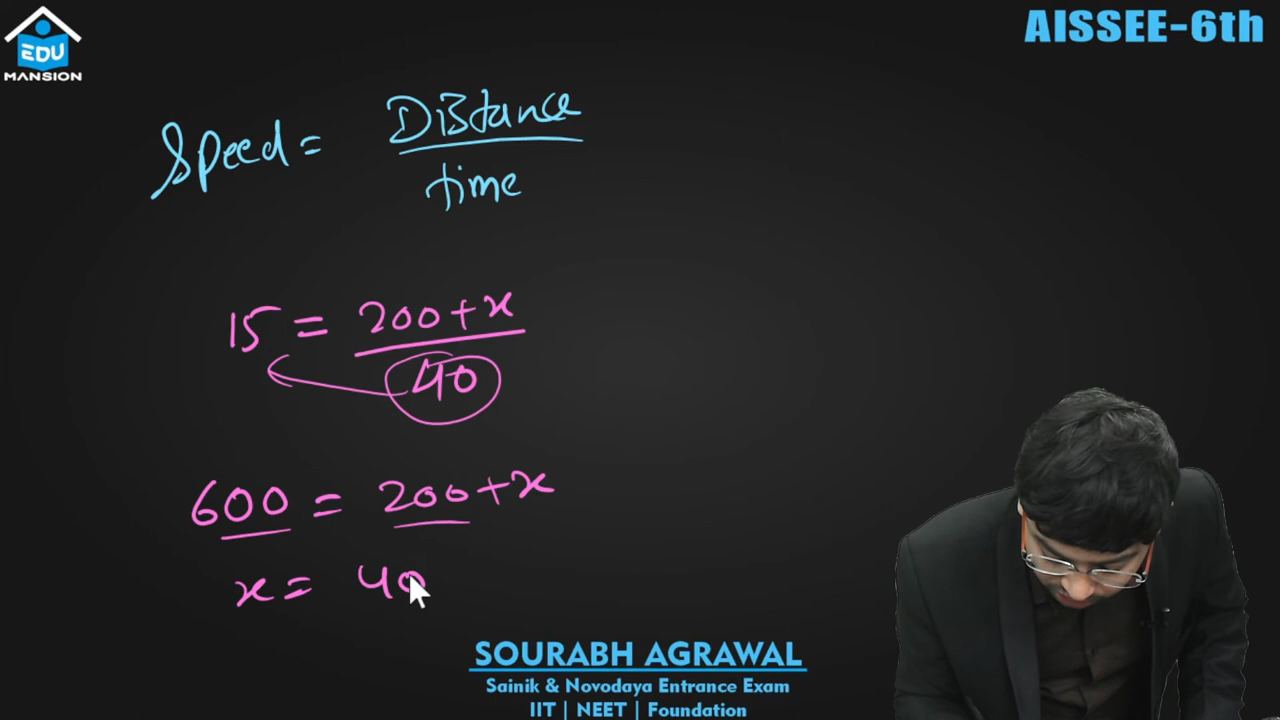 EDU
MANSION
AISSEE-6th
Speed = Distance
time
15 = 200+x
40
600 = 200+x
x = 40
SOURABH AGRAWAL
Sainik & Novodaya Entrance Exam
IIT | NEET | Foundation